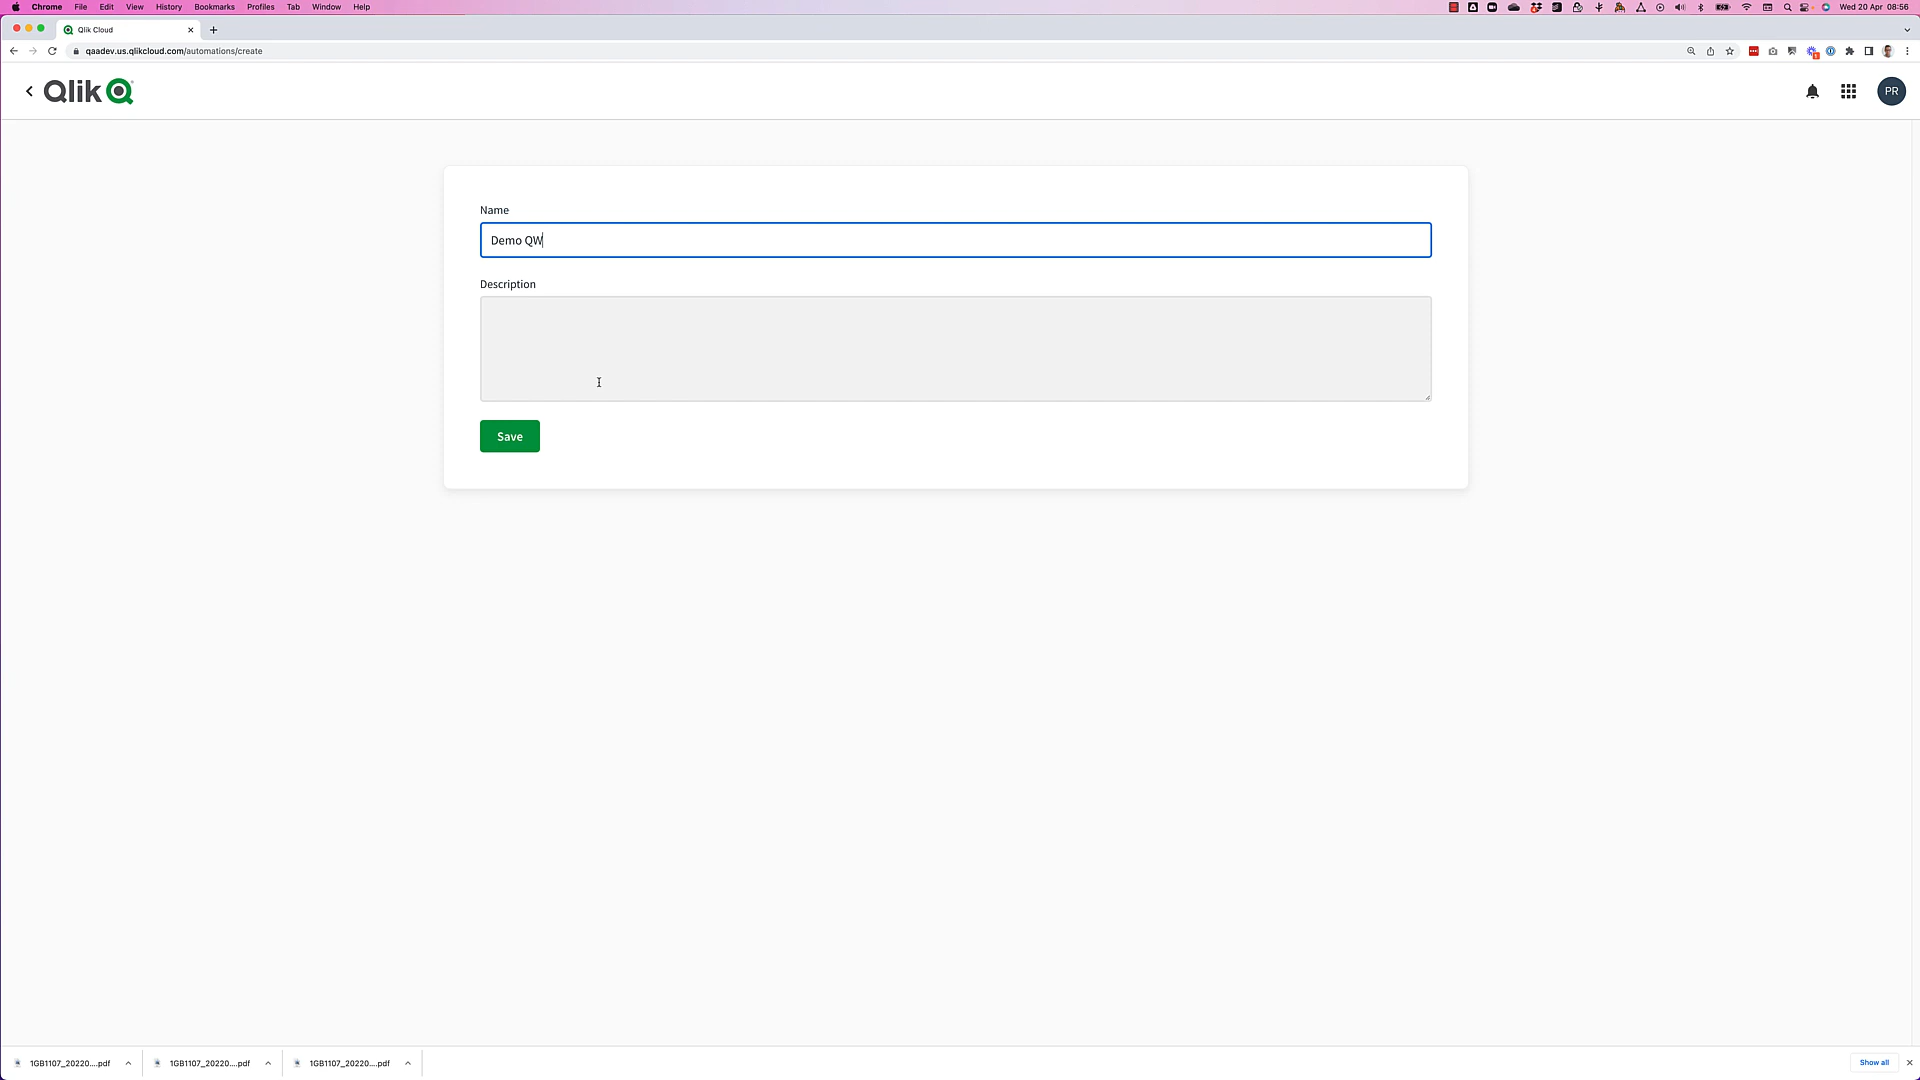 Chrome File Edit View History Bookmarks Profiles Tab Window Help Wed 20 Apr 08:56
Qlik Cloud
qaadev.us.qlikcloud.com/automations/create
Qlik PR
Name
Demo QW
Description
Save
1GB1107_20220....pdf 1GB1107_20220....pdf 1GB1107_20220....pdf Show all